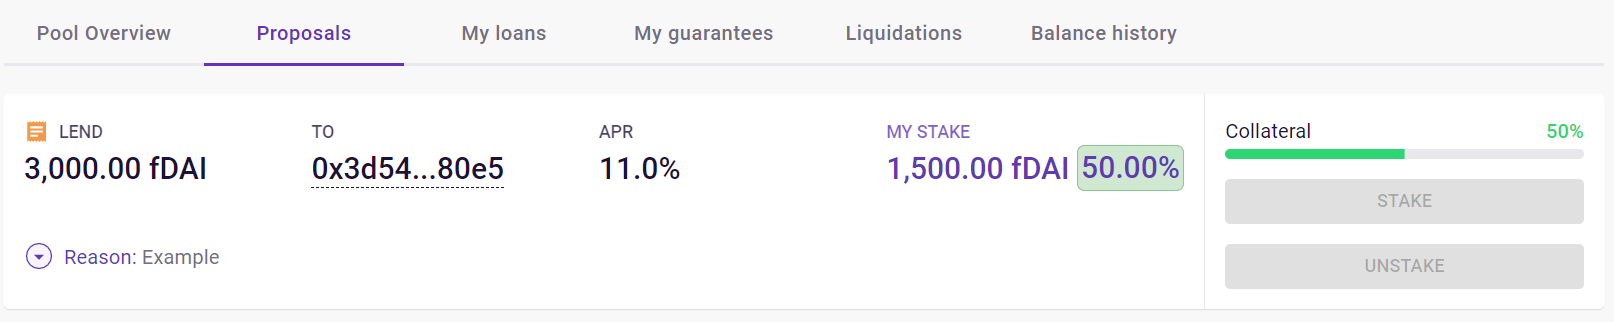 Pool Overview Proposals My loans My guarantees Liquidations Balance history
LEND TO APR MY STAKE Collateral 50%
3,000.00 fDAI 0x3d54...80e5 11.0% 1,500.00 fDAI 50.00%
STAKE
Reason: Example
UNSTAKE